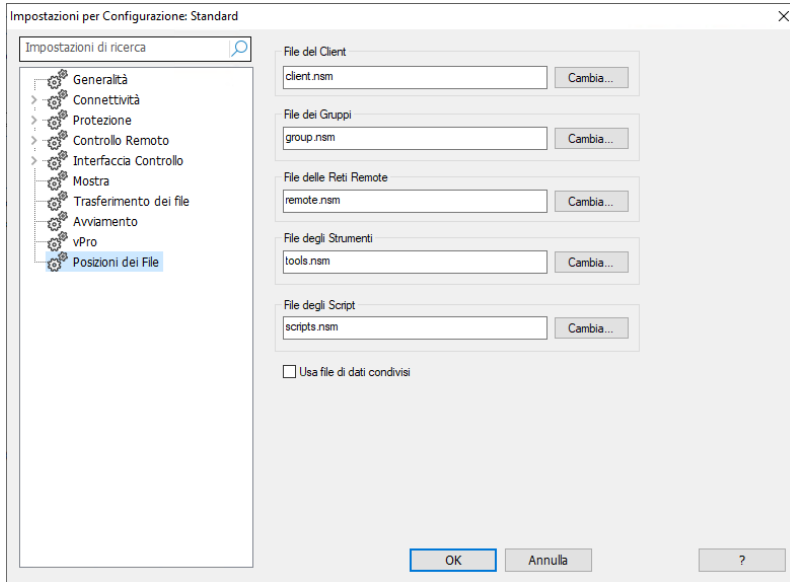 Impostazioni per Configurazione: Standard
Impostazioni di ricerca
Generalità
Connettività
Protezione
Controllo Remoto
Interfaccia Controllo
Mostra
Trasferimento dei file
Avviamento
vPro
Posizioni dei File
File del Client
client.nsm
Cambia...
File dei Gruppi
group.nsm
Cambia...
File delle Reti Remote
remote.nsm
Cambia...
File degli Strumenti
tools.nsm
Cambia...
File degli Script
scripts.nsm
Cambia...
Usa file di dati condivisi
OK
Annulla
?